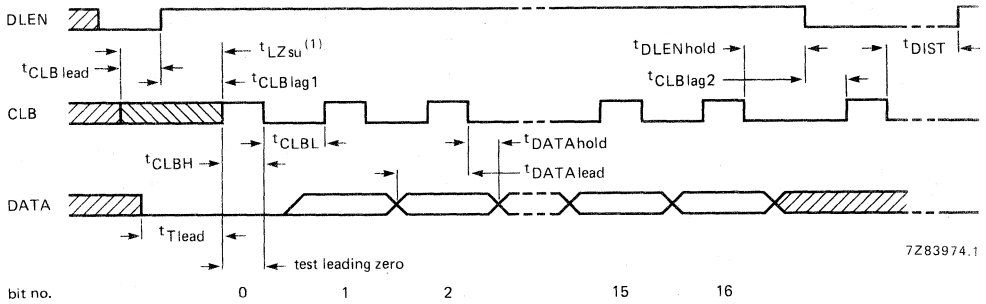 DLEN
tLZsu(1)
tCLBlead
tCLBlag1
tDLENhold
tDIST
tCLBlag2
CLB
tCLBL
tDATAhold
tCLBH
tDATAlead
DATA
tTlead
test leading zero
7Z83974.1
bit no. 0 1 2 15 16